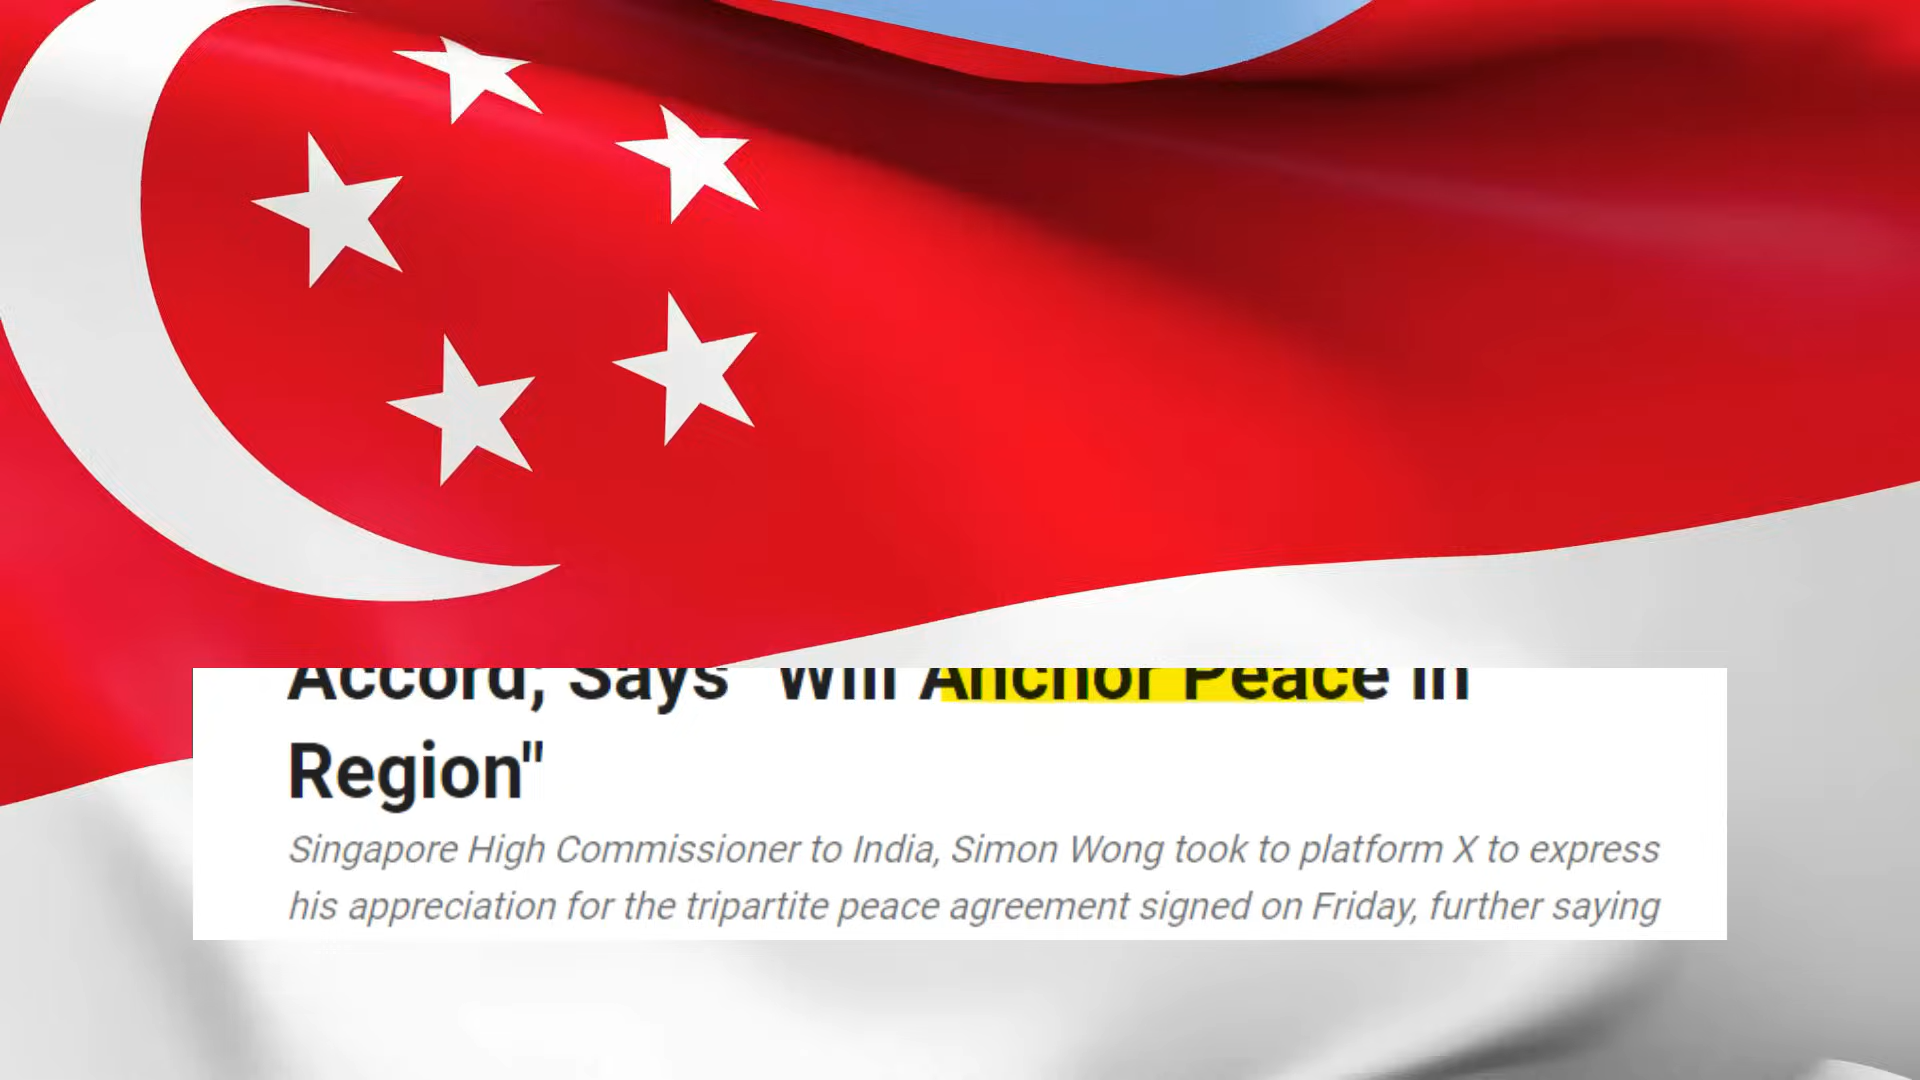 Accord; Says "Will Anchor Peace in
Region"
Singapore High Commissioner to India, Simon Wong took to platform X to express
his appreciation for the tripartite peace agreement signed on Friday, further saying